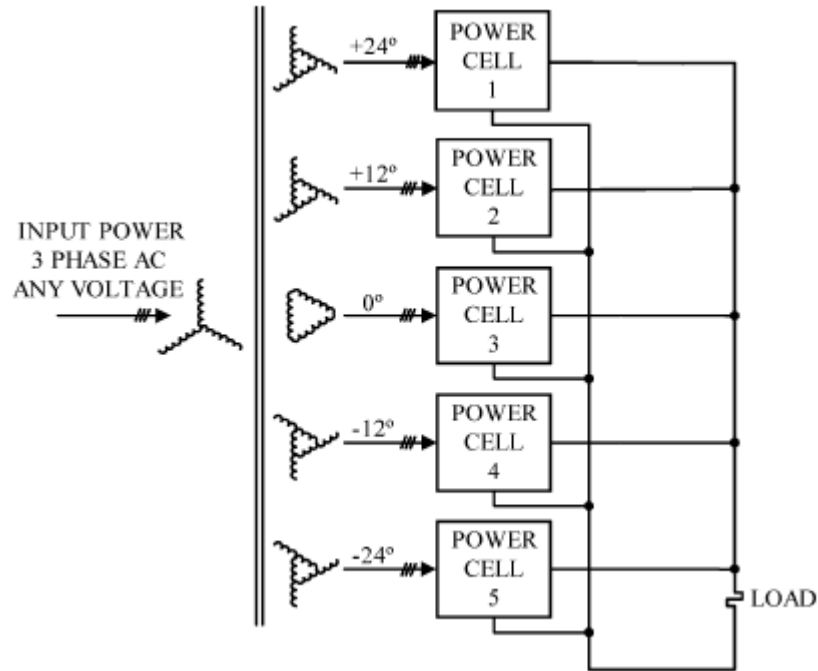 +24º
POWER
CELL
1
+12º
POWER
CELL
2
INPUT POWER
3 PHASE AC
ANY VOLTAGE
0º
POWER
CELL
3
-12º
POWER
CELL
4
-24º
POWER
CELL
5
LOAD